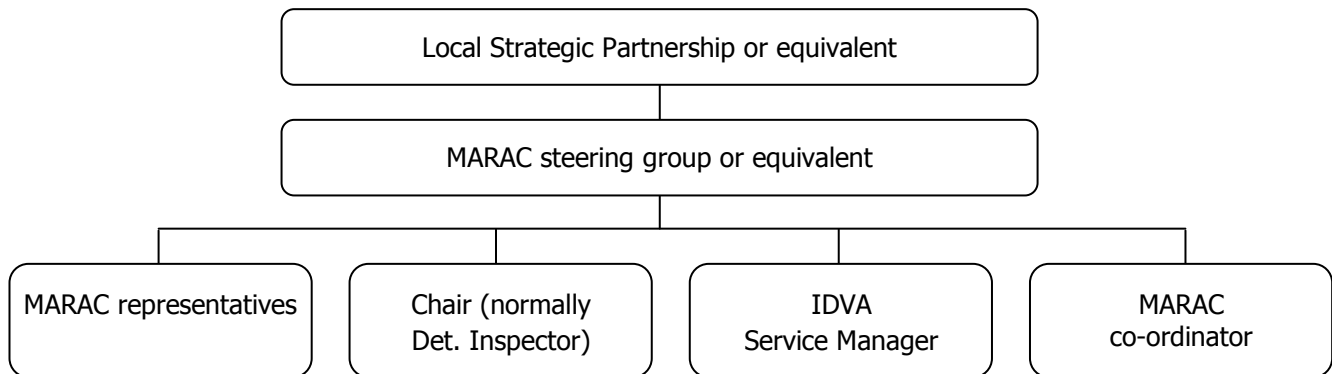 Local Strategic Partnership or equivalent
MARAC steering group or equivalent
MARAC representatives
Chair (normally
Det. Inspector)
IDVA
Service Manager
MARAC
co-ordinator